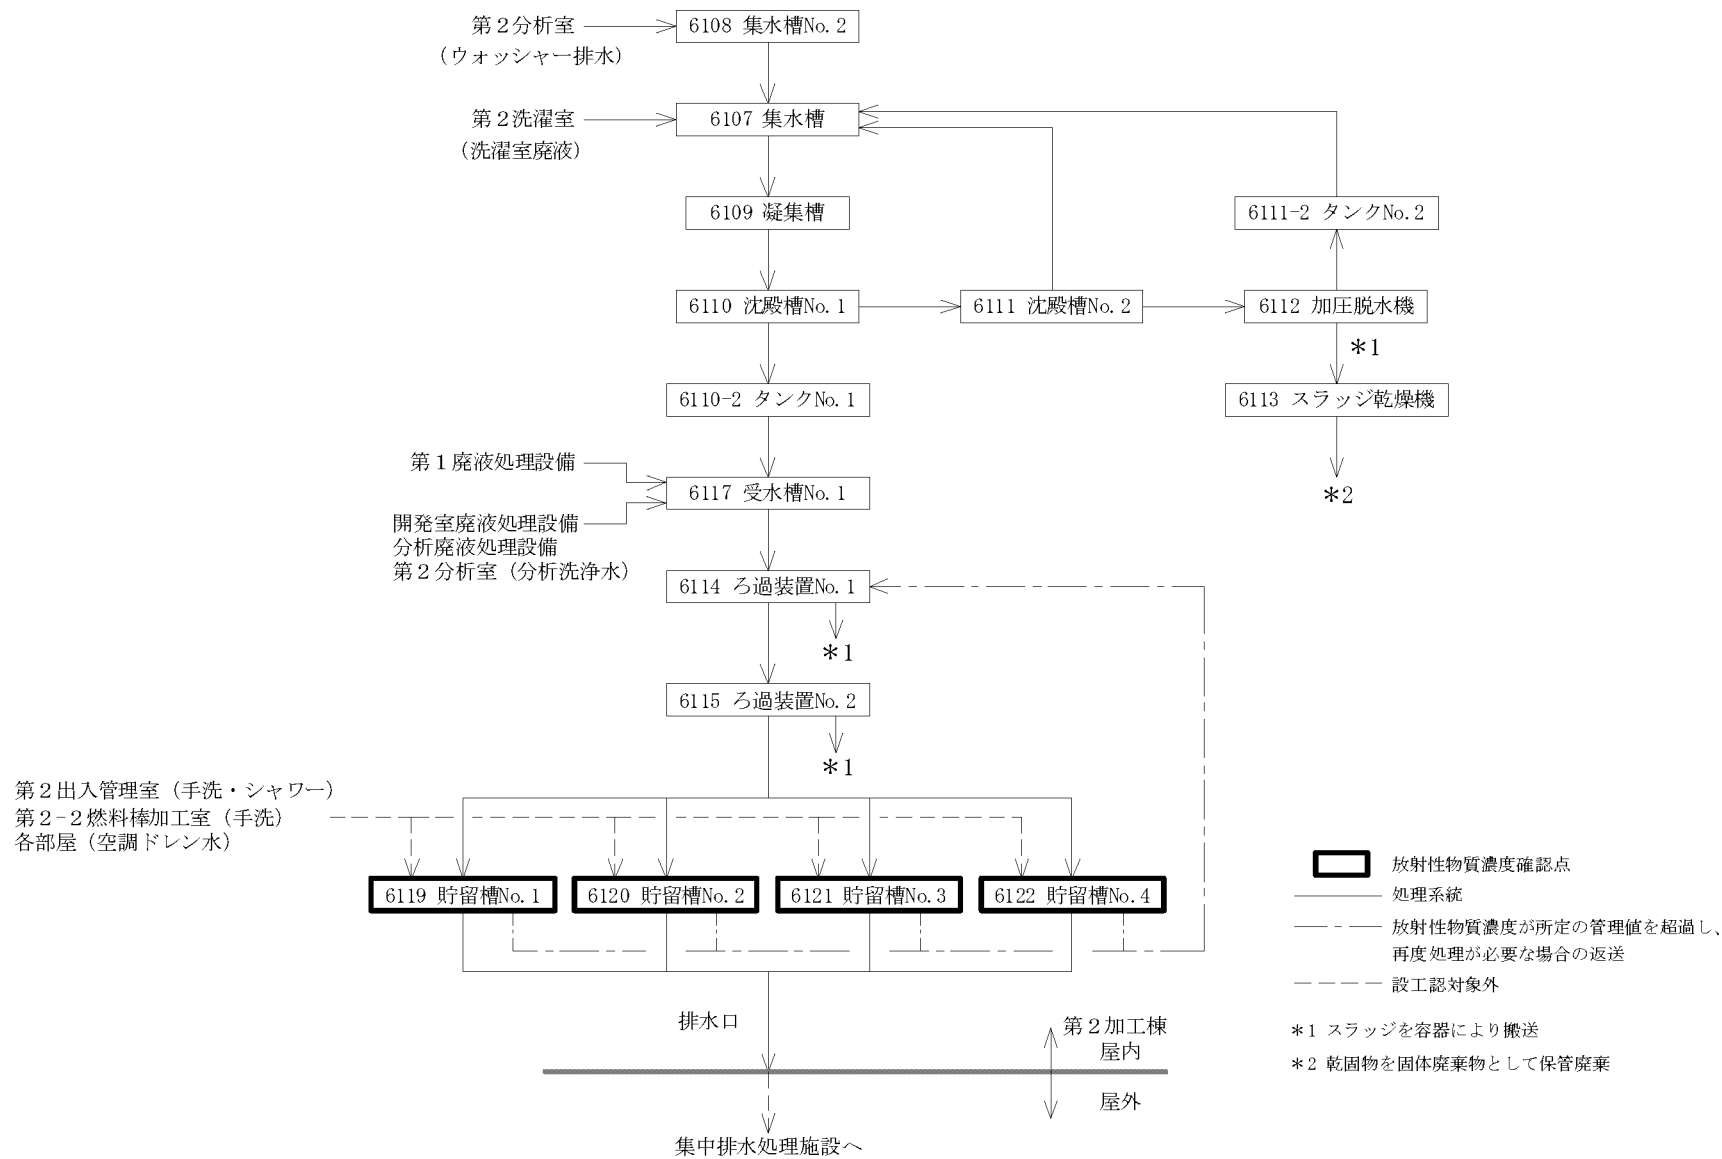 第2分析室
(ウォッシャー排水)
6108 集水槽No.2
第2洗濯室
(洗濯室廃液)
6107 集水槽
6109 凝集槽
6111-2 タンクNo.2
6110 沈殿槽No.1
6111 沈殿槽No.2
6112 加圧脱水機
*1
6110-2 タンクNo.1
6113 スラッジ乾燥機
*2
第1廃液処理設備
6117 受水槽No.1
開発室廃液処理設備
分析廃液処理設備
第2分析室(分析洗浄水)
6114 ろ過装置No.1
*1
6115 ろ過装置No.2
*1
第2出入管理室(手洗・シャワー)
第2-2燃料棒加工室(手洗)
各部屋(空調ドレン水)
6119 貯留槽No.1
6120 貯留槽No.2
6121 貯留槽No.3
6122 貯留槽No.4
排水口
第2加工棟
屋内
屋外
集中排水処理施設へ
放射性物質濃度確認点
処理系統
放射性物質濃度が所定の管理値を超過し、
再度処理が必要な場合の返送
設工認対象外
*1 スラッジを容器により搬送
*2 乾固物を固体廃棄物として保管廃棄